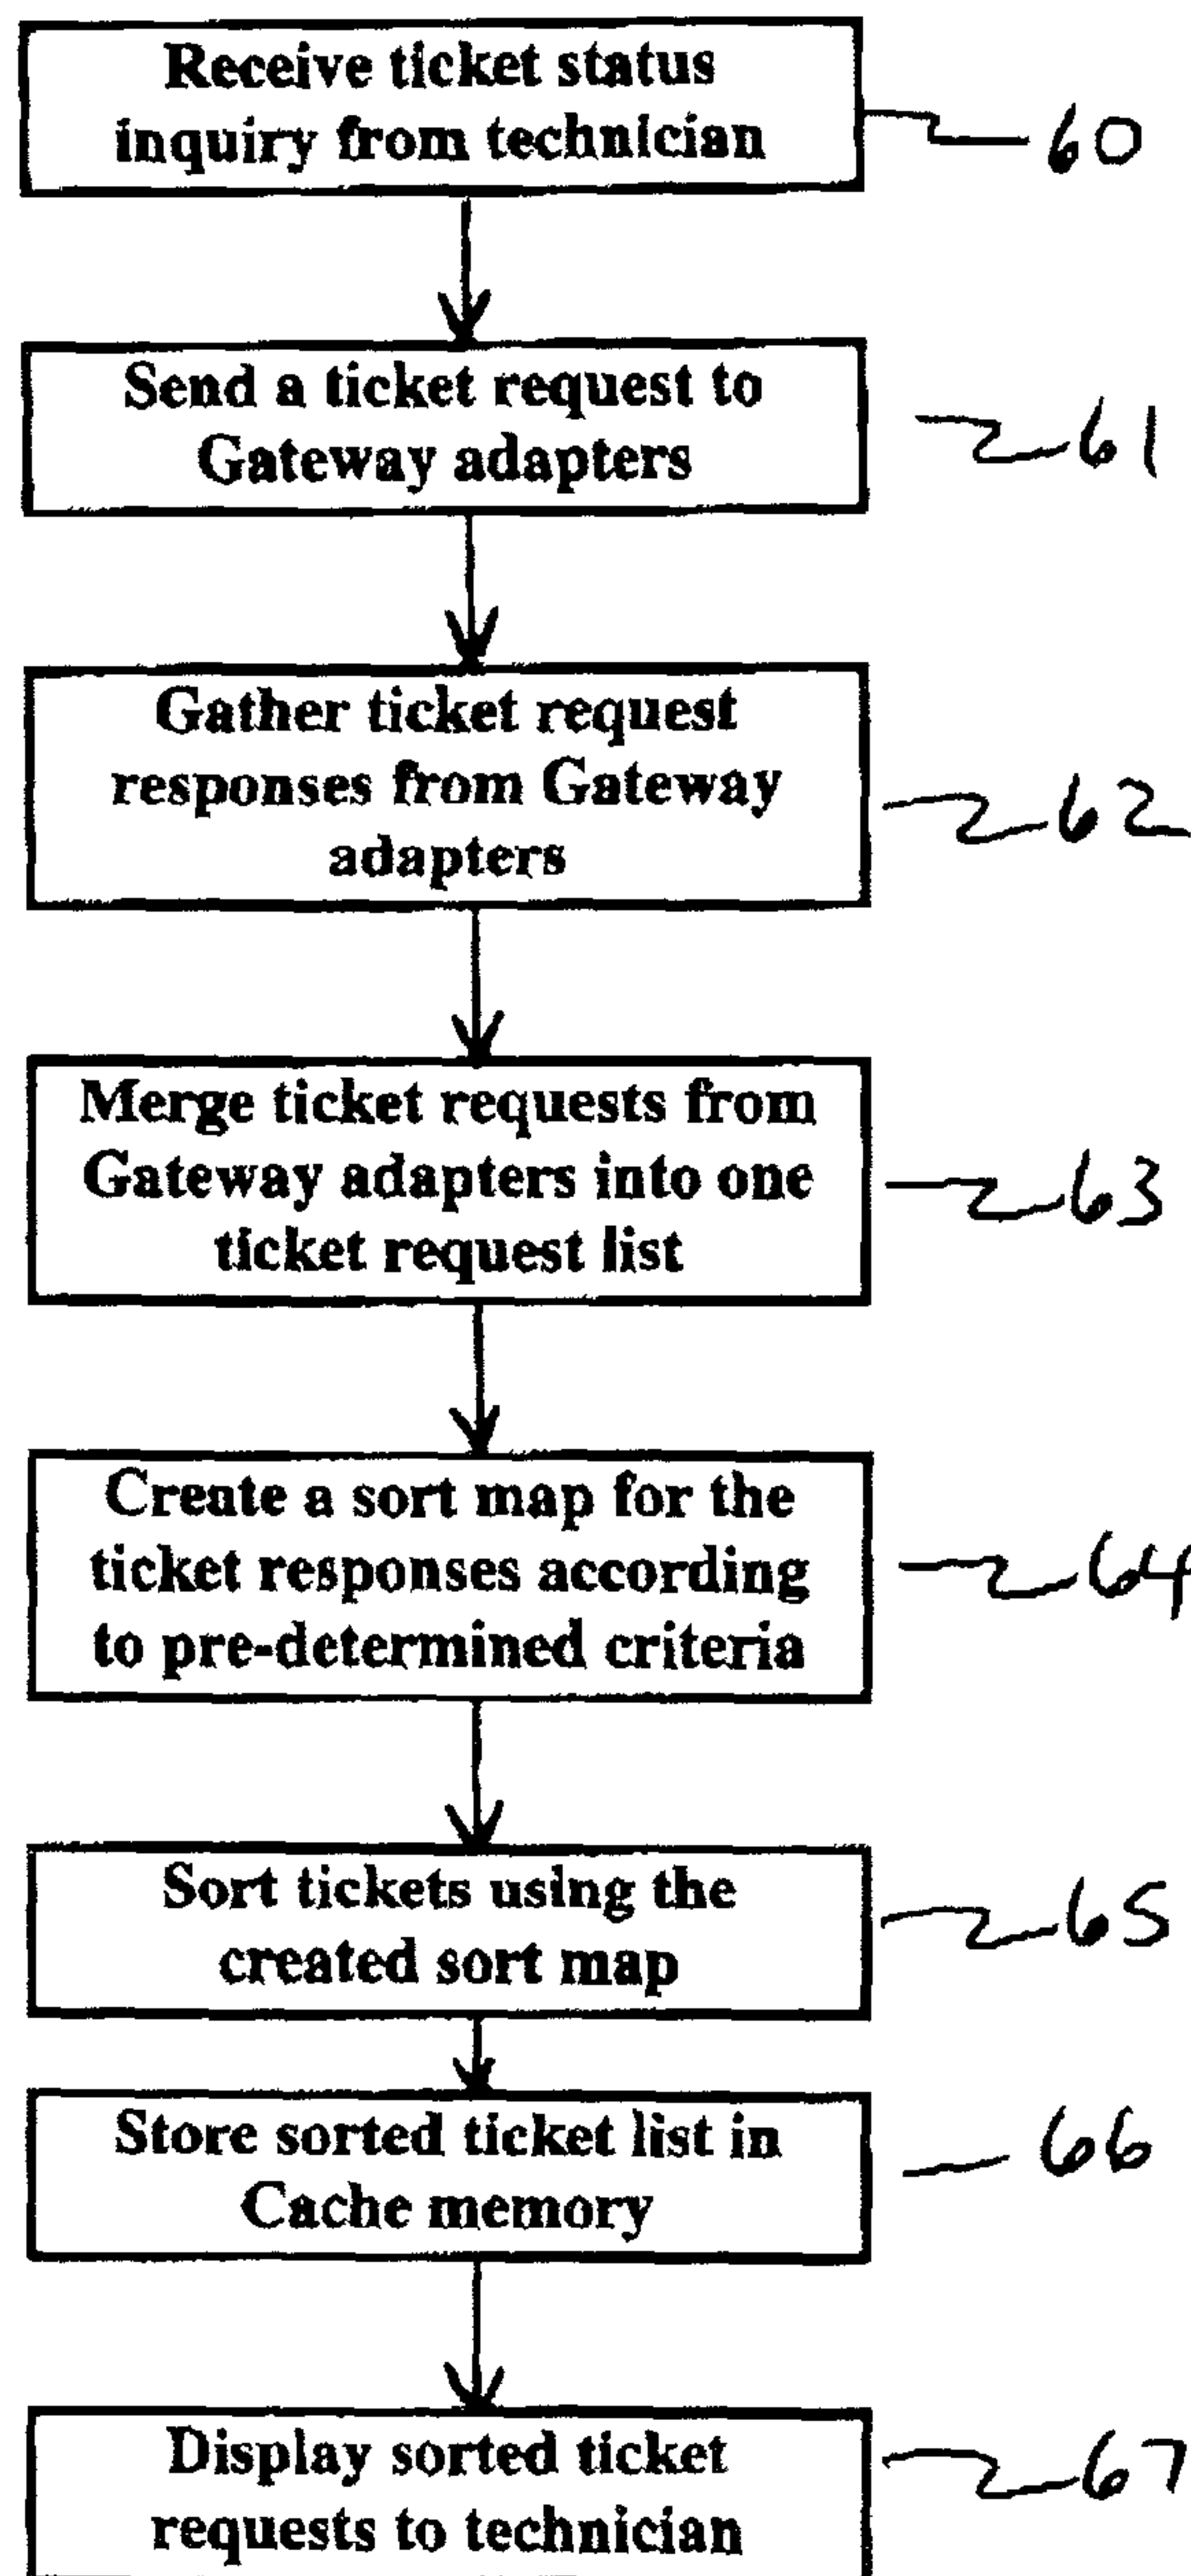 Receive ticket status
inquiry from technician
60
Send a ticket request to
Gateway adapters
61
Gather ticket request
responses from Gateway
adapters
62
Merge ticket requests from
Gateway adapters into one
ticket request list
63
Create a sort map for the
ticket responses according
to pre-determined criteria
64
Sort tickets using the
created sort map
65
Store sorted ticket list in
Cache memory
66
Display sorted ticket
requests to technician
67